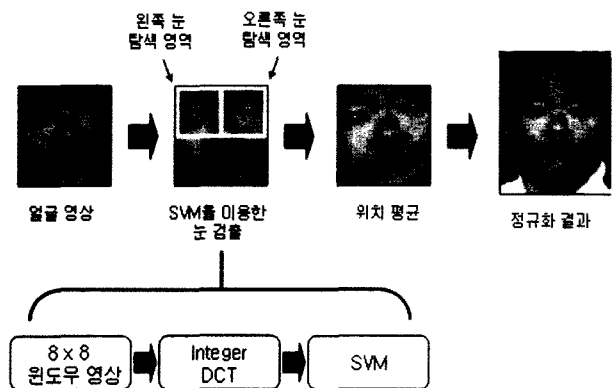 왼쪽 눈
탐색 영역
오른쪽 눈
탐색 영역
얼굴 영상
SVM을 이용한
눈 검출
위치 평균
정규화 결과
8 x 8
윈도우 영상
Integer
DCT
SVM